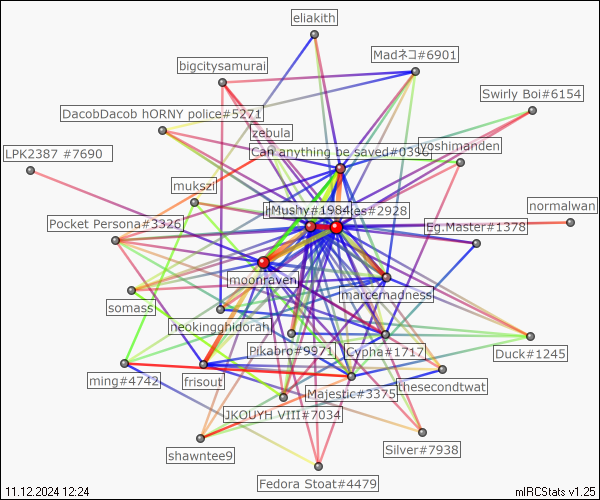 eliakith
Madネコ#6901
bigcitysamurai
Swirly Boi#6154
DacobDacob hORNY police#5271
zebula
yoshimanden
Can anything be saved#0396
LPK2387 #7690
mukszi
Mushy#1984
#2928
normalwan
Pocket Persona#3326
Eg.Master#1378
moonraven
marcemadness
somass
neokingghidorah
Pikabro#9971
Cypha#1717
Duck#1245
ming#4742
frisout
Majestic#3375
thesecondtwat
JKOUYH VIII#7034
shawntee9
Silver#7938
Fedora Stoat#4479
11.12.2024 12:24
mIRCStats v1.25